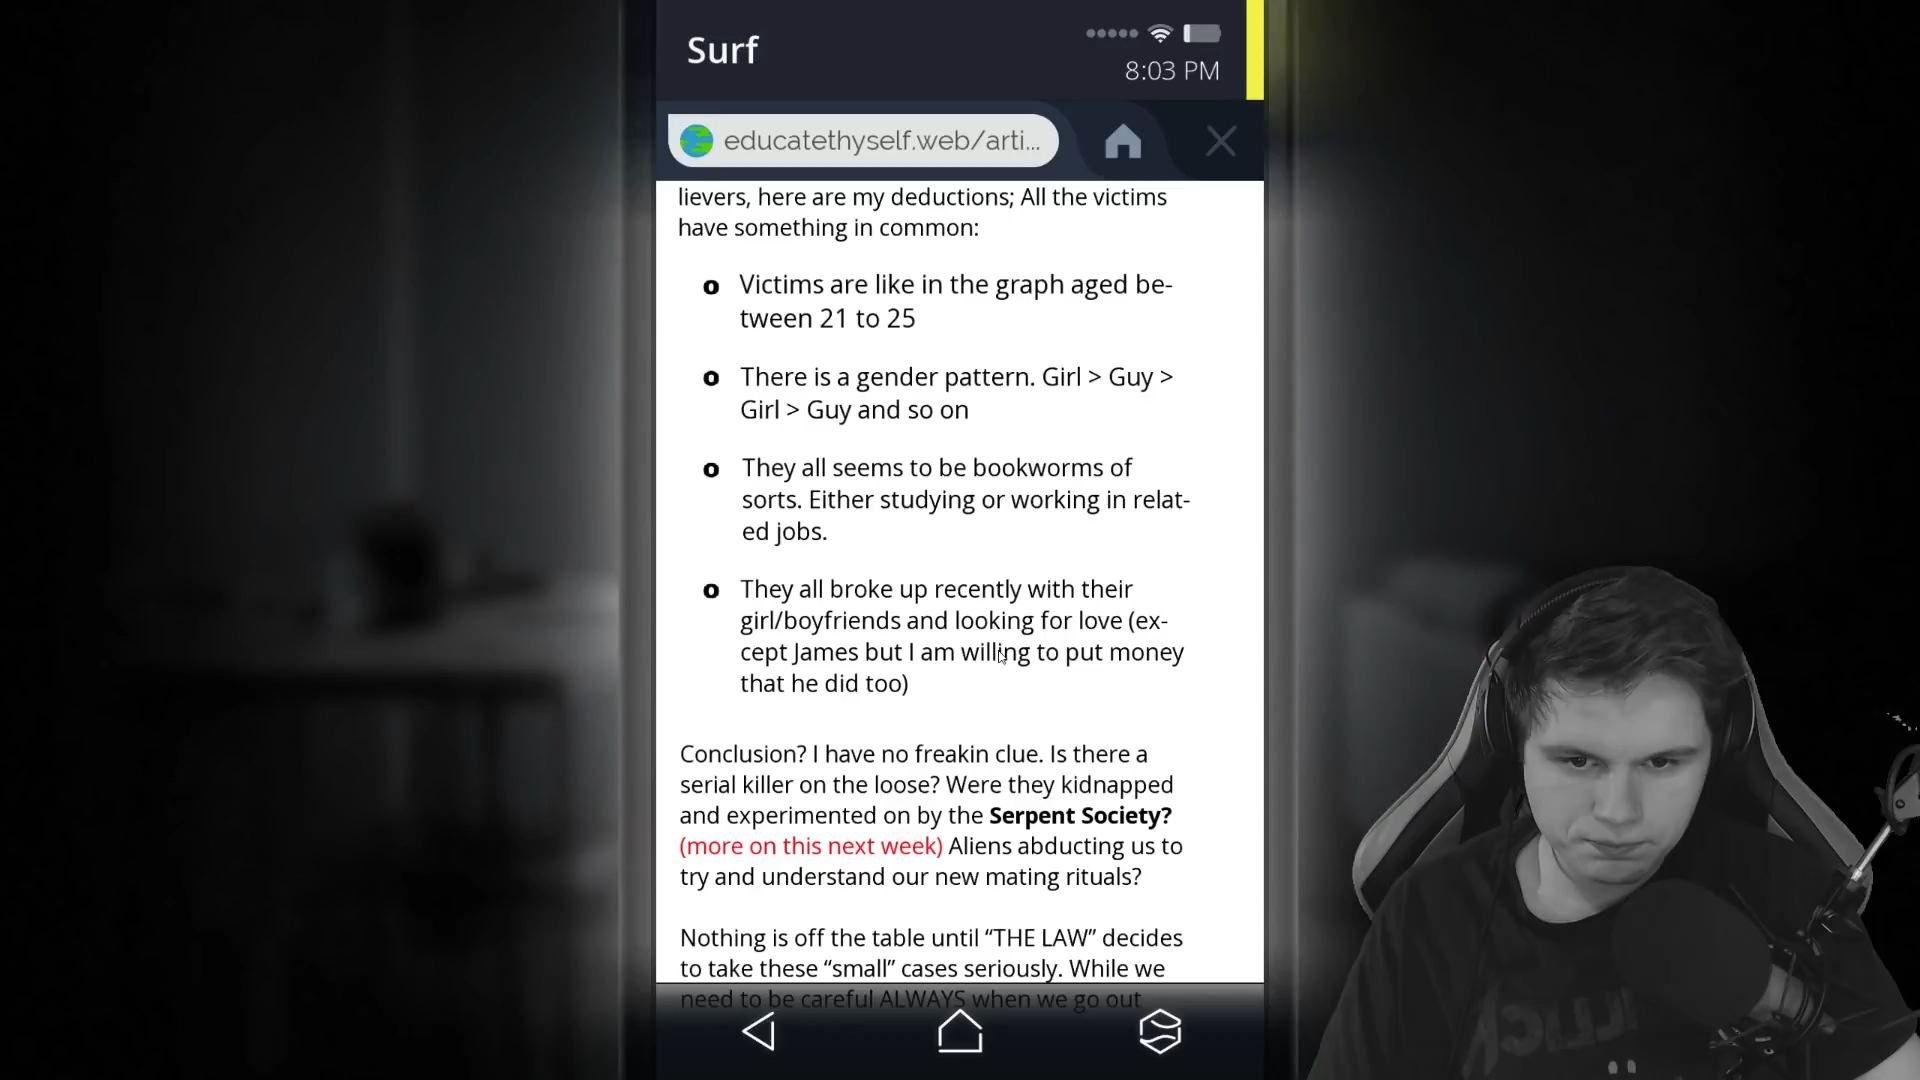 Surf
8:03 PM
educatethyself.web/arti...
lievers, here are my deductions; All the victims
have something in common:
o Victims are like in the graph aged be-
tween 21 to 25
o There is a gender pattern. Girl > Guy >
Girl > Guy and so on
o They all seems to be bookworms of
sorts. Either studying or working in relat-
ed jobs.
o They all broke up recently with their
girl/boyfriends and looking for love (ex-
cept James but I am willing to put money
that he did too)
Conclusion? I have no freakin clue. Is there a
serial killer on the loose? Were they kidnapped
and experimented on by the Serpent Society?
(more on this next week) Aliens abducting us to
try and understand our new mating rituals?
Nothing is off the table until “THE LAW” decides
to take these “small” cases seriously. While we
need to be careful ALWAYS when we go out